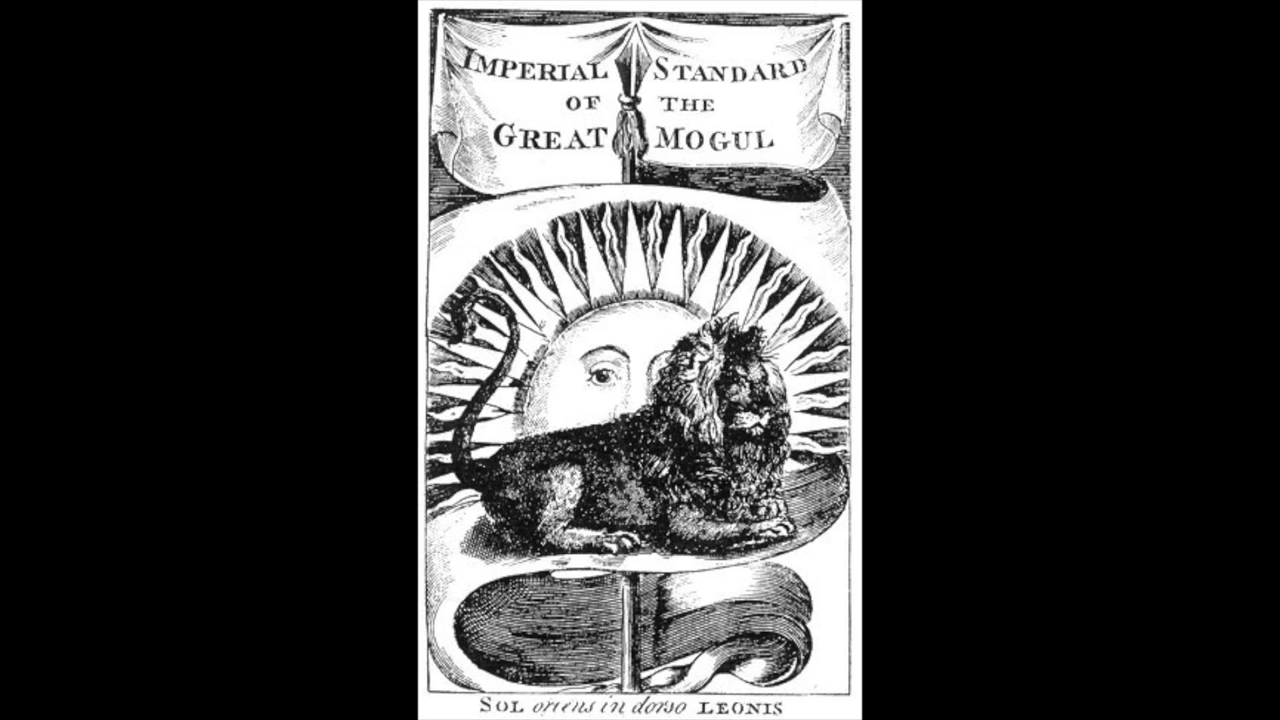 IMPERIAL STANDARD
OF THE
GREAT MOGUL
SOL oriens in dorso LEONIS